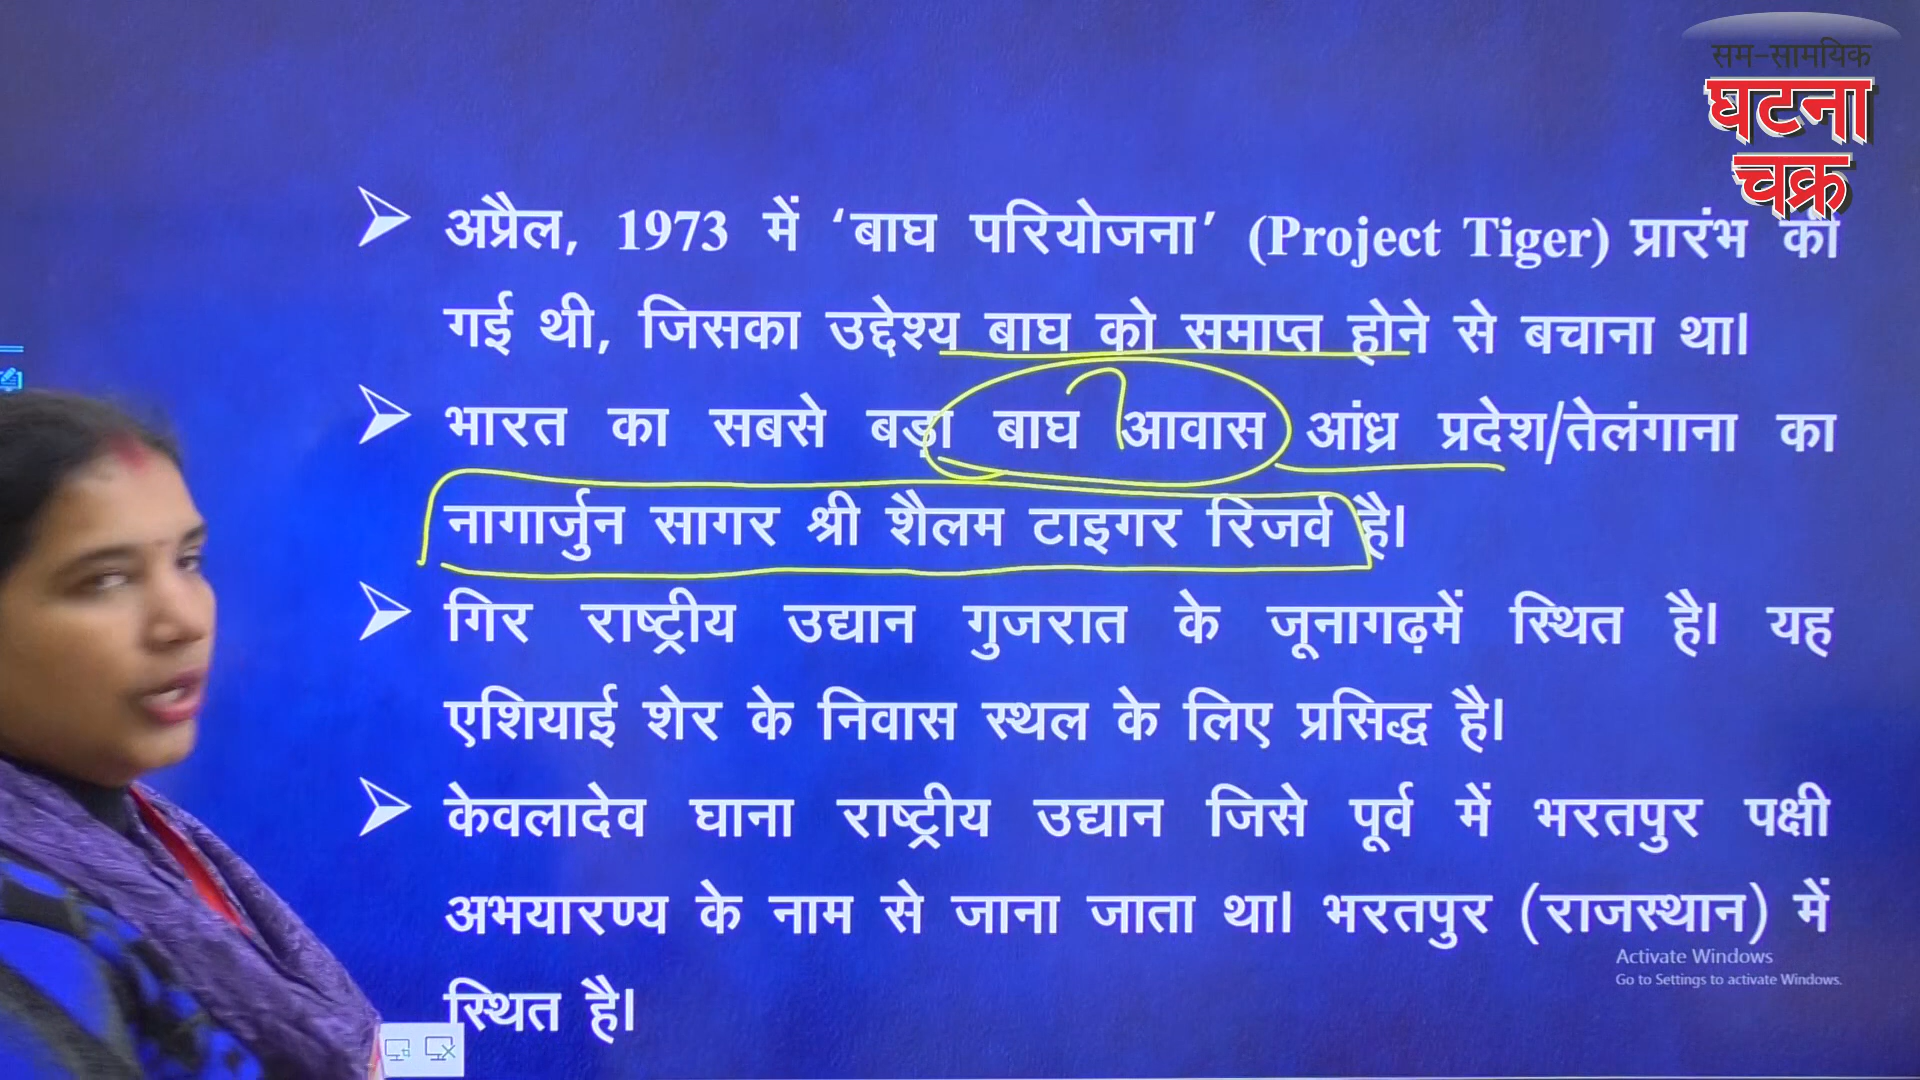 सम-सामयिक
घटना
चक्र
अप्रैल, 1973 में ‘बाघ परियोजना’ (Project Tiger) प्रारंभ की
गई थी, जिसका उद्देश्य बाघ को समाप्त होने से बचाना था।
भारत का सबसे बड़ा बाघ आवास आंध्र प्रदेश/तेलंगाना का
नागार्जुन सागर श्री शैलम टाइगर रिजर्व है।
गिर राष्ट्रीय उद्यान गुजरात के जूनागढ़में स्थित है। यह
एशियाई शेर के निवास स्थल के लिए प्रसिद्ध है।
केवलादेव घाना राष्ट्रीय उद्यान जिसे पूर्व में भरतपुर पक्षी
अभयारण्य के नाम से जाना जाता था। भरतपुर (राजस्थान) में
स्थित है।
Activate Windows
Go to Settings to activate Windows.